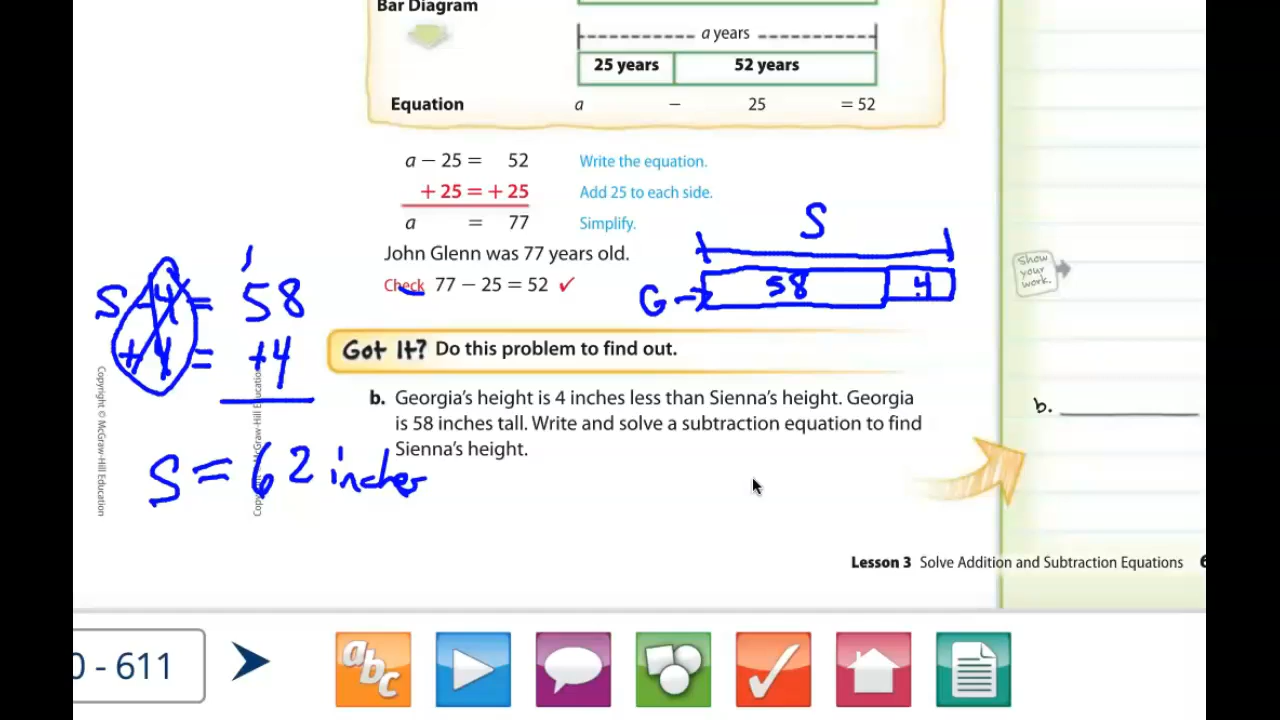 Bar Diagram
a years
25 years 52 years
Equation a − 25 = 52
a − 25 = 52 Write the equation.
+ 25 = + 25 Add 25 to each side.
a = 77 Simplify.
John Glenn was 77 years old.
Check 77 − 25 = 52 ✓
S
G → 58 4
Show
your
work.
1
S - 4 = 58
+ 4 = +4
S = 62 inches
Got It? Do this problem to find out.
b. Georgia's height is 4 inches less than Sienna's height. Georgia
is 58 inches tall. Write and solve a subtraction equation to find
Sienna's height.
b.
Copyright © McGraw-Hill Education
Lesson 3 Solve Addition and Subtraction Equations
0 - 611
abc